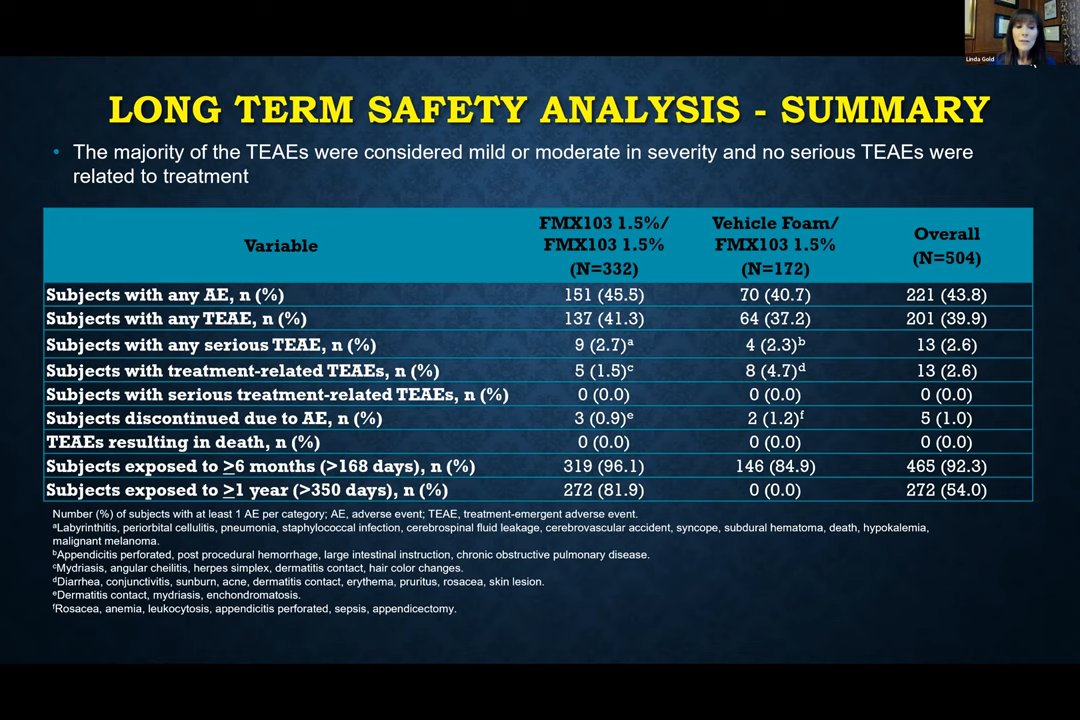 Linda Gold
LONG TERM SAFETY ANALYSIS - SUMMARY
• The majority of the TEAEs were considered mild or moderate in severity and no serious TEAEs were
related to treatment
Variable
FMX103 1.5%/
FMX103 1.5%
(N=332)
Vehicle Foam/
FMX103 1.5%
(N=172)
Overall
(N=504)
Subjects with any AE, n (%) 151 (45.5) 70 (40.7) 221 (43.8)
Subjects with any TEAE, n (%) 137 (41.3) 64 (37.2) 201 (39.9)
Subjects with any serious TEAE, n (%) 9 (2.7)ᵃ 4 (2.3)ᵇ 13 (2.6)
Subjects with treatment-related TEAEs, n (%) 5 (1.5)ᶜ 8 (4.7)ᵈ 13 (2.6)
Subjects with serious treatment-related TEAEs, n (%) 0 (0.0) 0 (0.0) 0 (0.0)
Subjects discontinued due to AE, n (%) 3 (0.9)ᵉ 2 (1.2)ᶠ 5 (1.0)
TEAEs resulting in death, n (%) 0 (0.0) 0 (0.0) 0 (0.0)
Subjects exposed to ≥6 months (>168 days), n (%) 319 (96.1) 146 (84.9) 465 (92.3)
Subjects exposed to ≥1 year (>350 days), n (%) 272 (81.9) 0 (0.0) 272 (54.0)
Number (%) of subjects with at least 1 AE per category; AE, adverse event; TEAE, treatment-emergent adverse event.
ᵃLabyrinthitis, periorbital cellulitis, pneumonia, staphylococcal infection, cerebrospinal fluid leakage, cerebrovascular accident, syncope, subdural hematoma, death, hypokalemia,
malignant melanoma.
ᵇAppendicitis perforated, post procedural hemorrhage, large intestinal instruction, chronic obstructive pulmonary disease.
ᶜMydriasis, angular cheilitis, herpes simplex, dermatitis contact, hair color changes.
ᵈDiarrhea, conjunctivitis, sunburn, acne, dermatitis contact, erythema, pruritus, rosacea, skin lesion.
ᵉDermatitis contact, mydriasis, enchondromatosis.
ᶠRosacea, anemia, leukocytosis, appendicitis perforated, sepsis, appendicectomy.